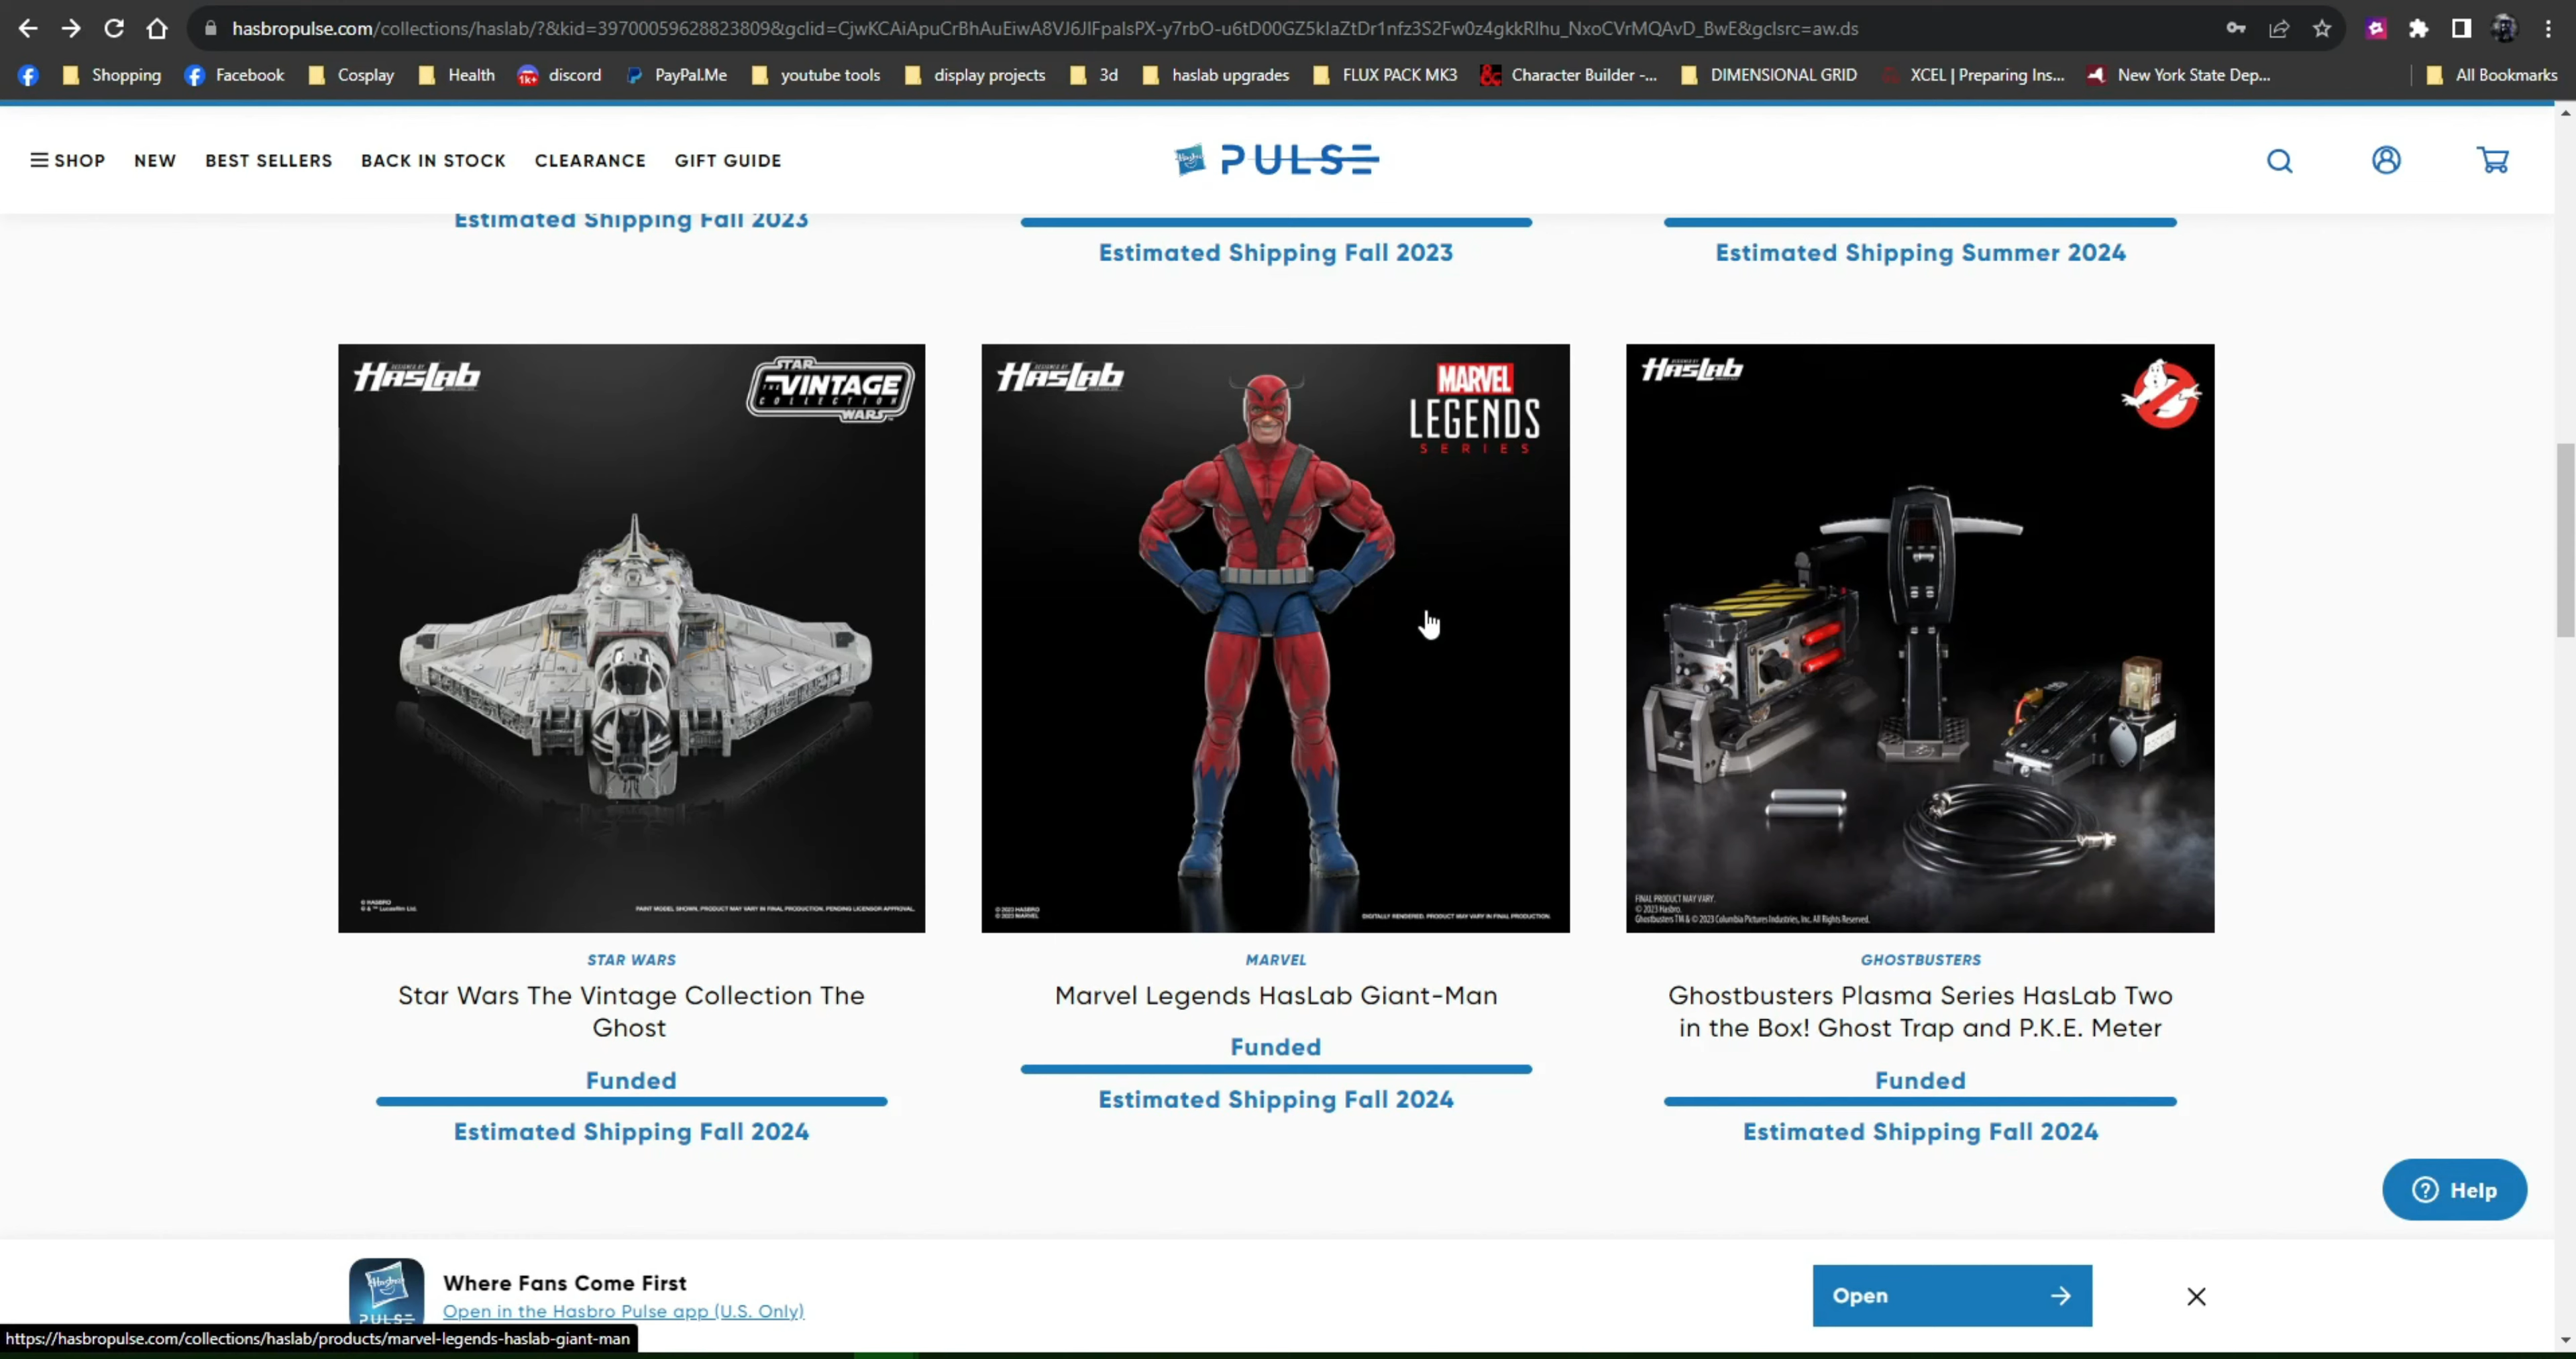 hasbropulse.com/collections/haslab/?&kid=39700059628823809&gclid=CjwKCAiApuCrBhAuEiwA8VJ6JIFpaIsPX-y7rbO-u6tD00GZ5kIaZtDr1nfz3S2Fw0z4gkkRlhu_NxoCVrMQAvD_BwE&gclsrc=aw.ds
Shopping Facebook Cosplay Health discord PayPal.Me youtube tools display projects 3d haslab upgrades FLUX PACK MK3 Character Builder -... DIMENSIONAL GRID XCEL | Preparing Ins... New York State Dep... All Bookmarks
SHOP NEW BEST SELLERS BACK IN STOCK CLEARANCE GIFT GUIDE
Hasbro PULSE
Estimated Shipping Fall 2023
Estimated Shipping Fall 2023
Estimated Shipping Summer 2024
HASLAB
STAR WARS
THE VINTAGE COLLECTION
© HASBRO
© & ™ Lucasfilm Ltd.
PAINT MODEL SHOWN. PRODUCT MAY VARY IN FINAL PRODUCTION. PENDING LICENSOR APPROVAL.
HASLAB
MARVEL
LEGENDS
SERIES
© 2023 HASBRO
© 2023 MARVEL
DIGITALLY RENDERED. PRODUCT MAY VARY IN FINAL PRODUCTION.
HASLAB
FINAL PRODUCT MAY VARY.
© 2023 Hasbro.
Ghostbusters TM & © 2023 Columbia Pictures Industries, Inc. All Rights Reserved.
STAR WARS
Star Wars The Vintage Collection The
Ghost
Funded
Estimated Shipping Fall 2024
MARVEL
Marvel Legends HasLab Giant-Man
Funded
Estimated Shipping Fall 2024
GHOSTBUSTERS
Ghostbusters Plasma Series HasLab Two
in the Box! Ghost Trap and P.K.E. Meter
Funded
Estimated Shipping Fall 2024
Help
Hasbro
PULSE
Where Fans Come First
Open in the Hasbro Pulse app (U.S. Only)
Open
https://hasbropulse.com/collections/haslab/products/marvel-legends-haslab-giant-man